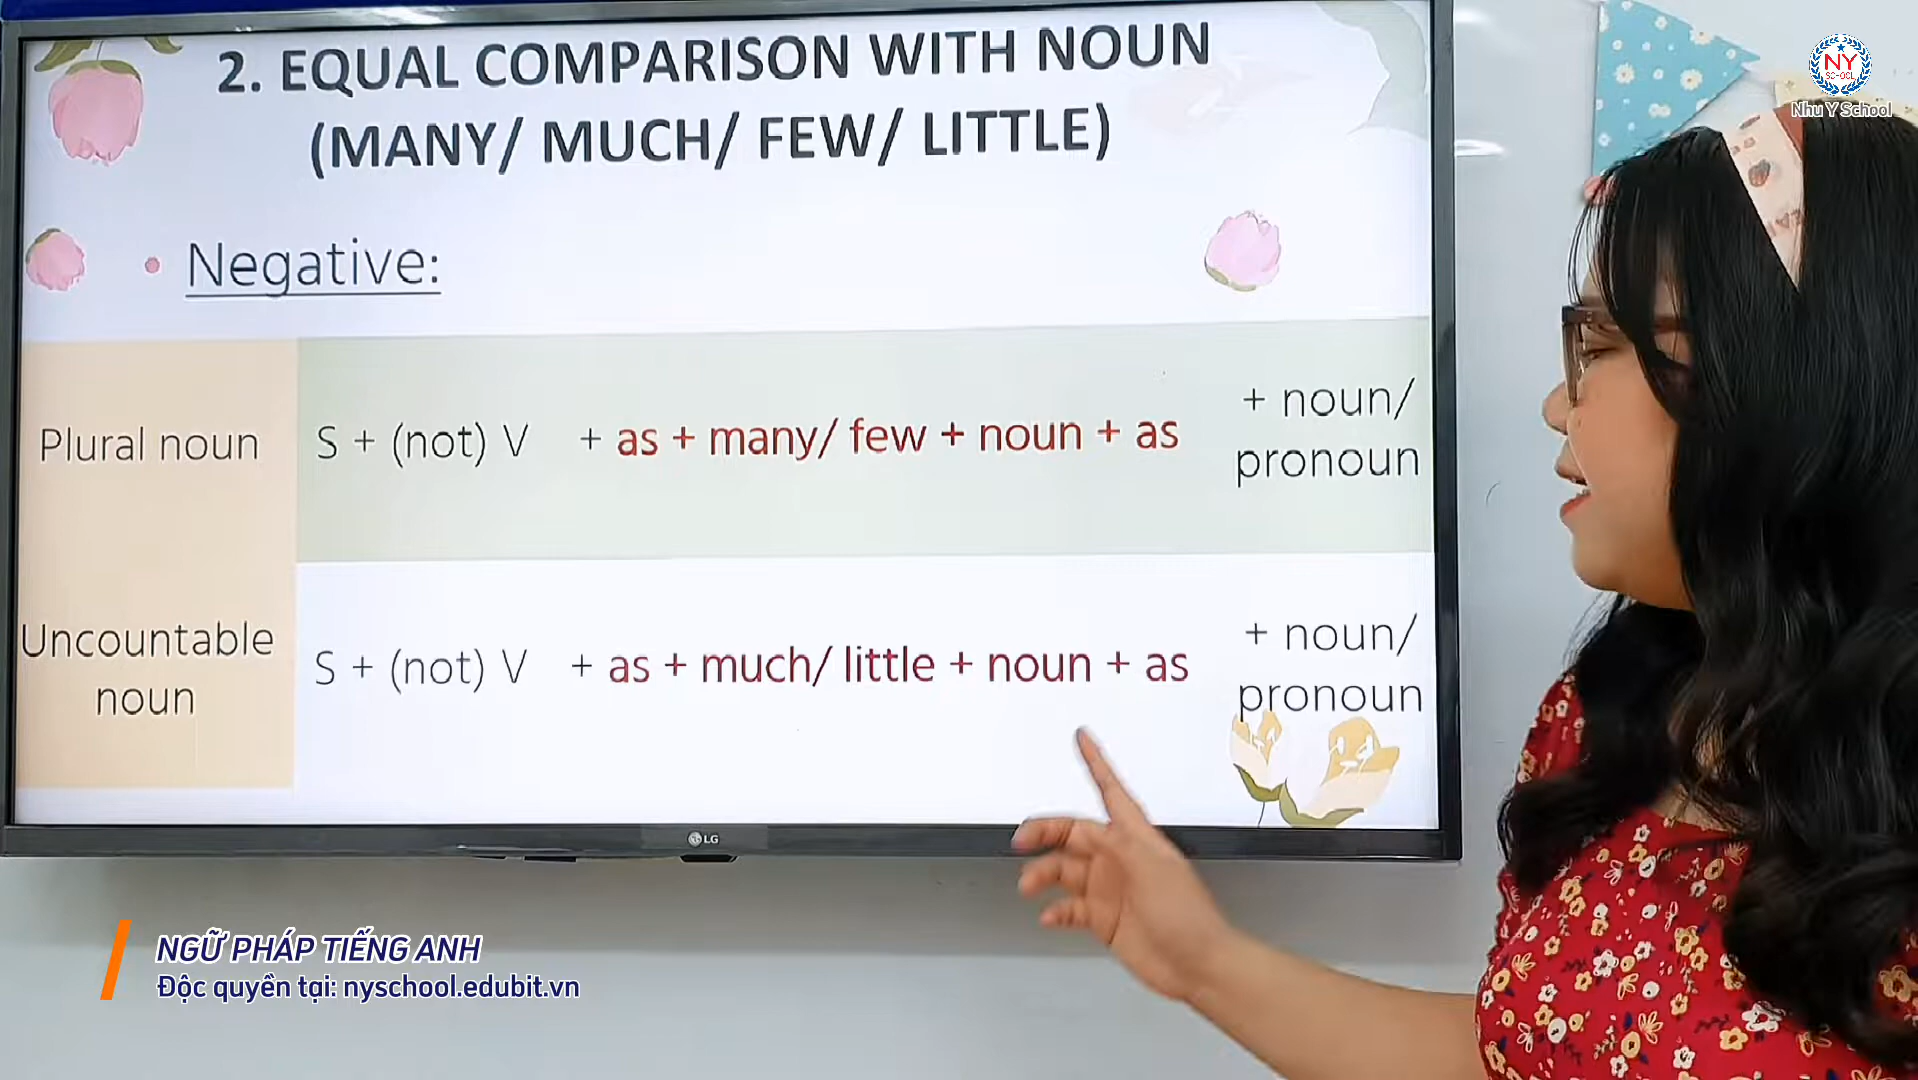 2. EQUAL COMPARISON WITH NOUN
(MANY/ MUCH/ FEW/ LITTLE)
• Negative:
Plural noun
S + (not) V + as + many/ few + noun + as
+ noun/
pronoun
Uncountable
noun
S + (not) V + as + much/ little + noun + as
+ noun/
pronoun
LG
NGỮ PHÁP TIẾNG ANH
Độc quyền tại: nyschool.edubit.vn
NY
Nhu Y School